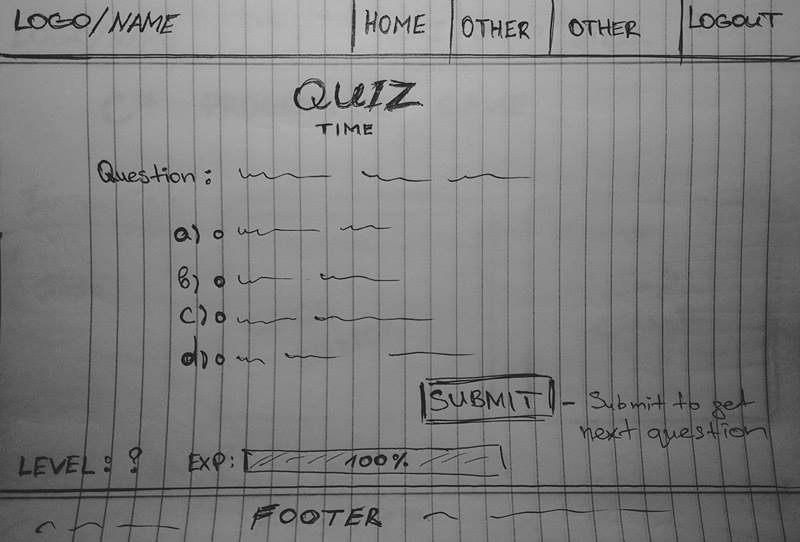 LOGO/NAME HOME OTHER OTHER LOGOUT
QUIZ
TIME
Question:
a)
b)
c)
d)
SUBMIT - Submit to get
next question
LEVEL: ? EXP: 100%
FOOTER